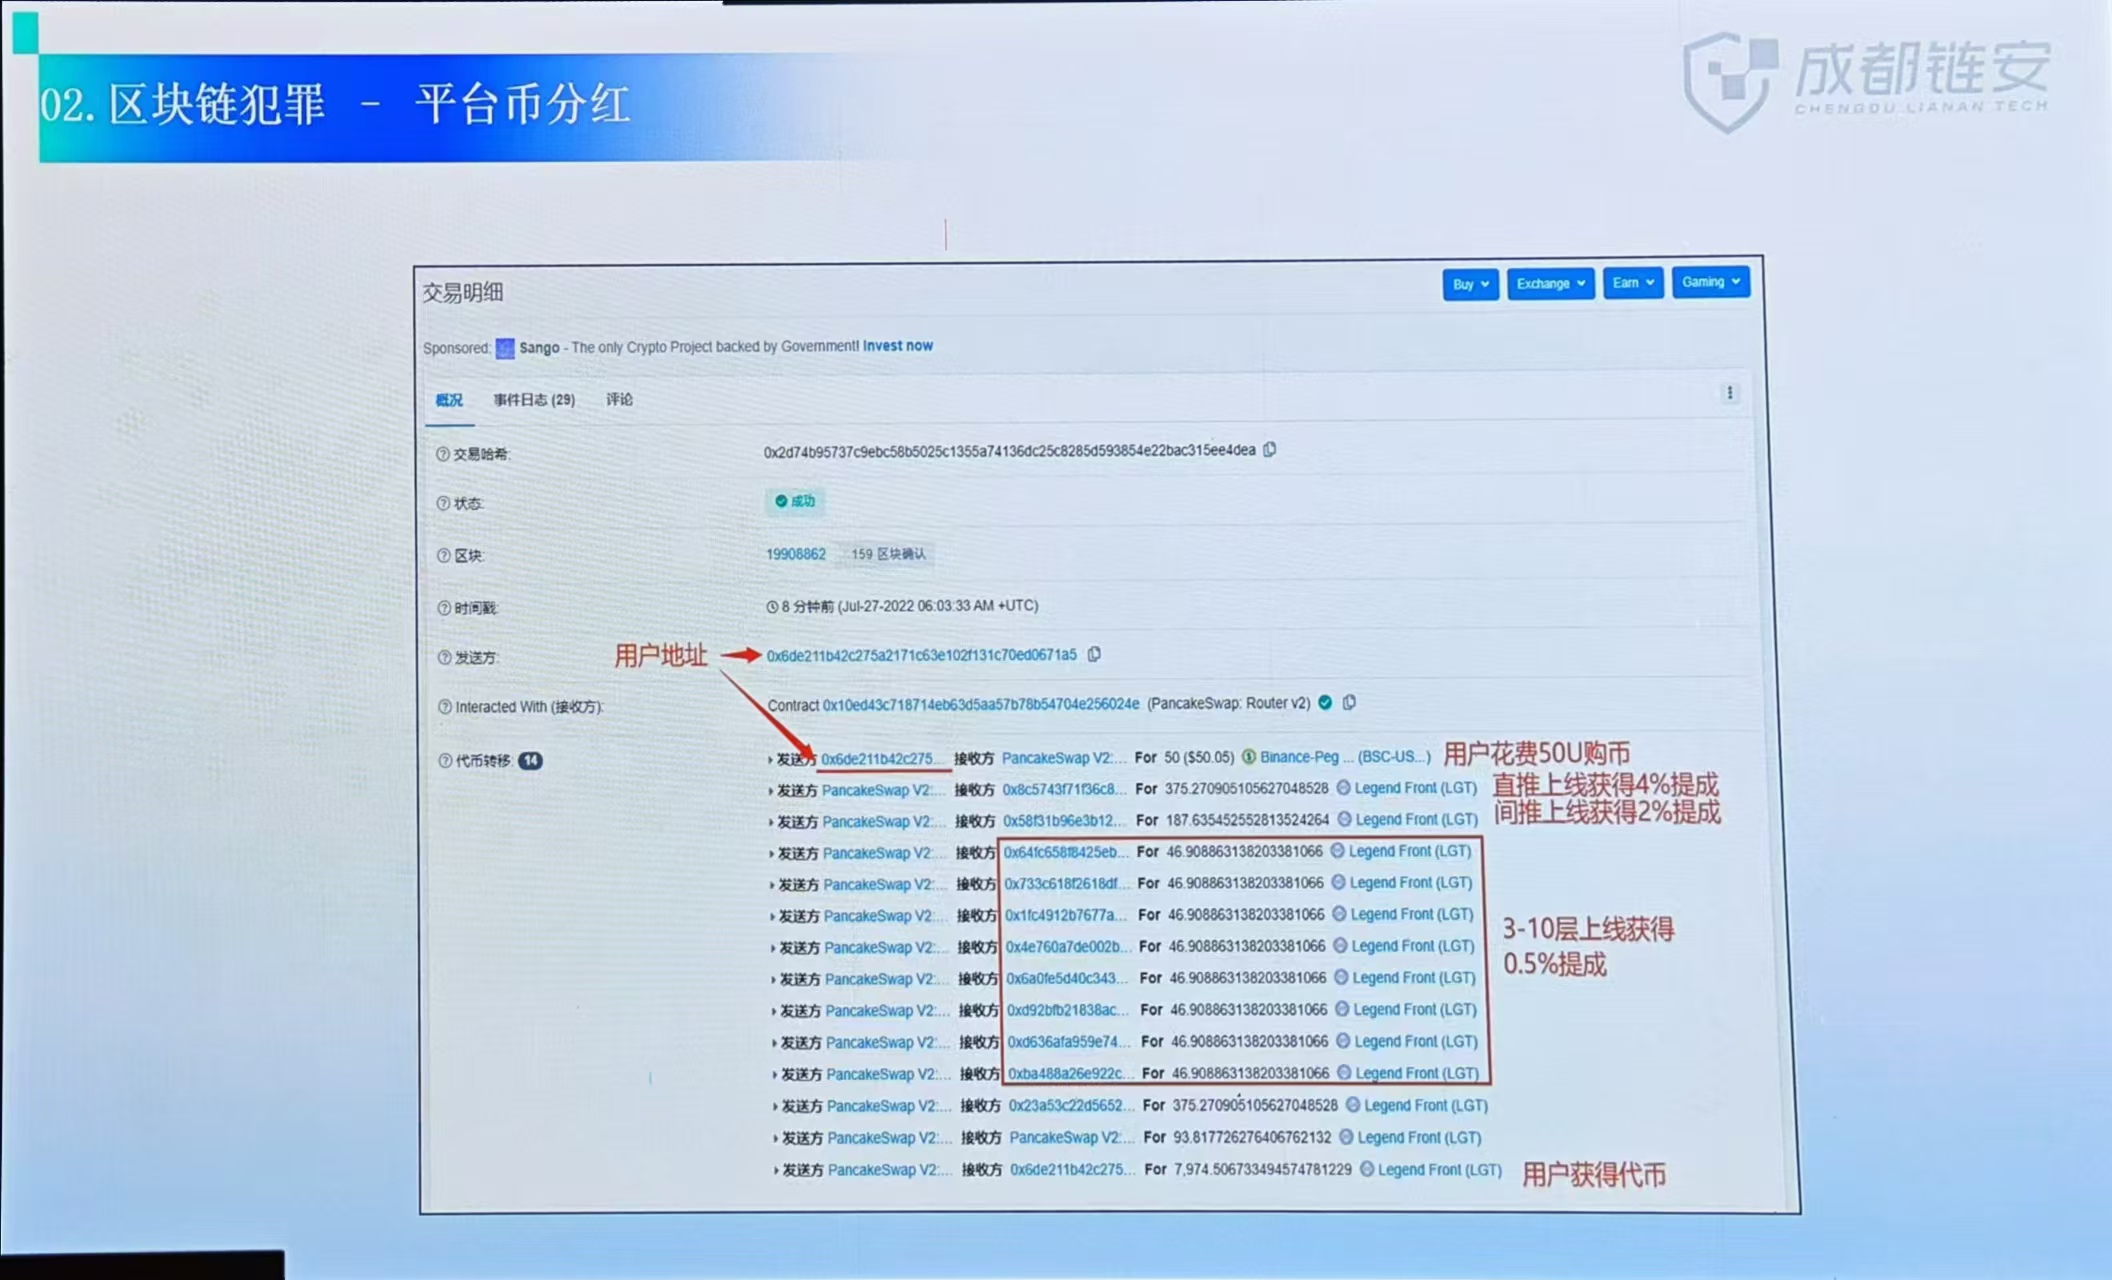 02.区块链犯罪 - 平台币分红
成都链安
CHENGDU LIANAN TECH
交易明细
Buy Exchange Earn Gaming
Sponsored: Sango - The only Crypto Project backed by Government! Invest now
概况 事件日志 (29) 评论
交易哈希: 0x2d74b95737c9ebc58b5025c1355a74136dc25c8285d593854e22bac315ee4dea
状态: 成功
区块: 19908862 159 区块确认
时间戳: 8 分钟前 (Jul-27-2022 06:03:33 AM +UTC)
发送方: 用户地址 0x6de211b42c275a2171c63e102f131c70ed0671a5
Interacted With (接收方): Contract 0x10ed43c718714eb63d5aa57b78b54704e256024e (PancakeSwap: Router v2)
代币转移: 14
发送方 0x6de211b42c275... 接收方 PancakeSwap V2:... For 50 ($50.05) Binance-Peg ... (BSC-US...) 用户花费50U购币
发送方 PancakeSwap V2:... 接收方 0x8c5743f71f36c8... For 375.270905105627048528 Legend Front (LGT) 直推上线获得4%提成
发送方 PancakeSwap V2:... 接收方 0x58f31b96e3b12... For 187.635452552813524264 Legend Front (LGT) 间推上线获得2%提成
发送方 PancakeSwap V2:... 接收方 0x64fc658f8425eb... For 46.908863138203381066 Legend Front (LGT)
发送方 PancakeSwap V2:... 接收方 0x733c618f2618df... For 46.908863138203381066 Legend Front (LGT)
发送方 PancakeSwap V2:... 接收方 0x1fc4912b7677a... For 46.908863138203381066 Legend Front (LGT)
3-10层上线获得
发送方 PancakeSwap V2:... 接收方 0x4e760a7de002b... For 46.908863138203381066 Legend Front (LGT)
0.5%提成
发送方 PancakeSwap V2:... 接收方 0x6a0fe5d40c343... For 46.908863138203381066 Legend Front (LGT)
发送方 PancakeSwap V2:... 接收方 0xd92bfb21838ac... For 46.908863138203381066 Legend Front (LGT)
发送方 PancakeSwap V2:... 接收方 0xd636afa959e74... For 46.908863138203381066 Legend Front (LGT)
发送方 PancakeSwap V2:... 接收方 0xba488a26e922c... For 46.908863138203381066 Legend Front (LGT)
发送方 PancakeSwap V2:... 接收方 0x23a53c22d5652... For 375.270905105627048528 Legend Front (LGT)
发送方 PancakeSwap V2:... 接收方 PancakeSwap V2:... For 93.817726276406762132 Legend Front (LGT)
发送方 PancakeSwap V2:... 接收方 0x6de211b42c275... For 7,974.506733494574781229 Legend Front (LGT) 用户获得代币